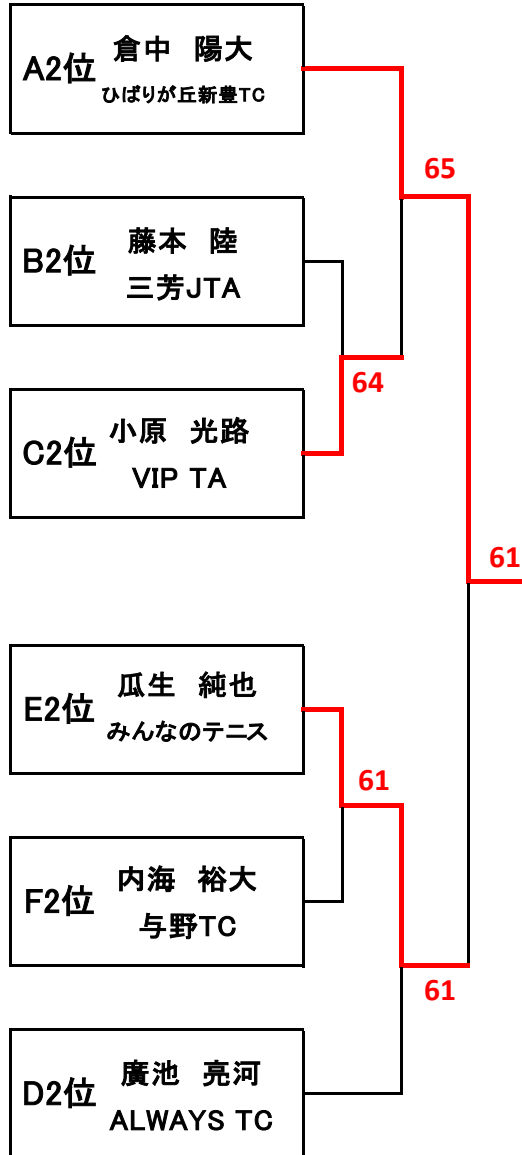 A2位 倉中 陽大
ひばりが丘新豊TC
65
B2位 藤本 陸
三芳JTA
64
C2位 小原 光路
VIP TA
61
E2位 瓜生 純也
みんなのテニス
61
F2位 内海 裕大
与野TC
61
D2位 廣池 亮河
ALWAYS TC